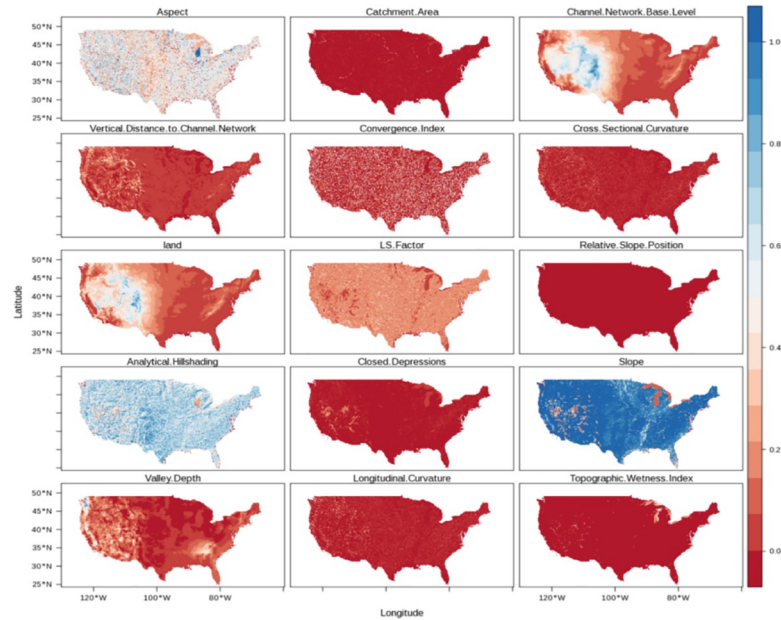 Aspect
Catchment.Area
Channel.Network.Base.Level
50°N
45°N
40°N
35°N
30°N
25°N
Vertical.Distance.to.Channel.Network
Convergence.Index
Cross.Sectional.Curvature
land
LS.Factor
Relative.Slope.Position
50°N
45°N
40°N
35°N
30°N
25°N
Analytical.Hillshading
Closed.Depressions
Slope
Valley.Depth
Longitudinal.Curvature
Topographic.Wetness.Index
50°N
45°N
40°N
35°N
30°N
25°N
120°W 100°W 80°W
120°W 100°W 80°W
Latitude
Longitude
1.0
0.8
0.6
0.4
0.2
0.0